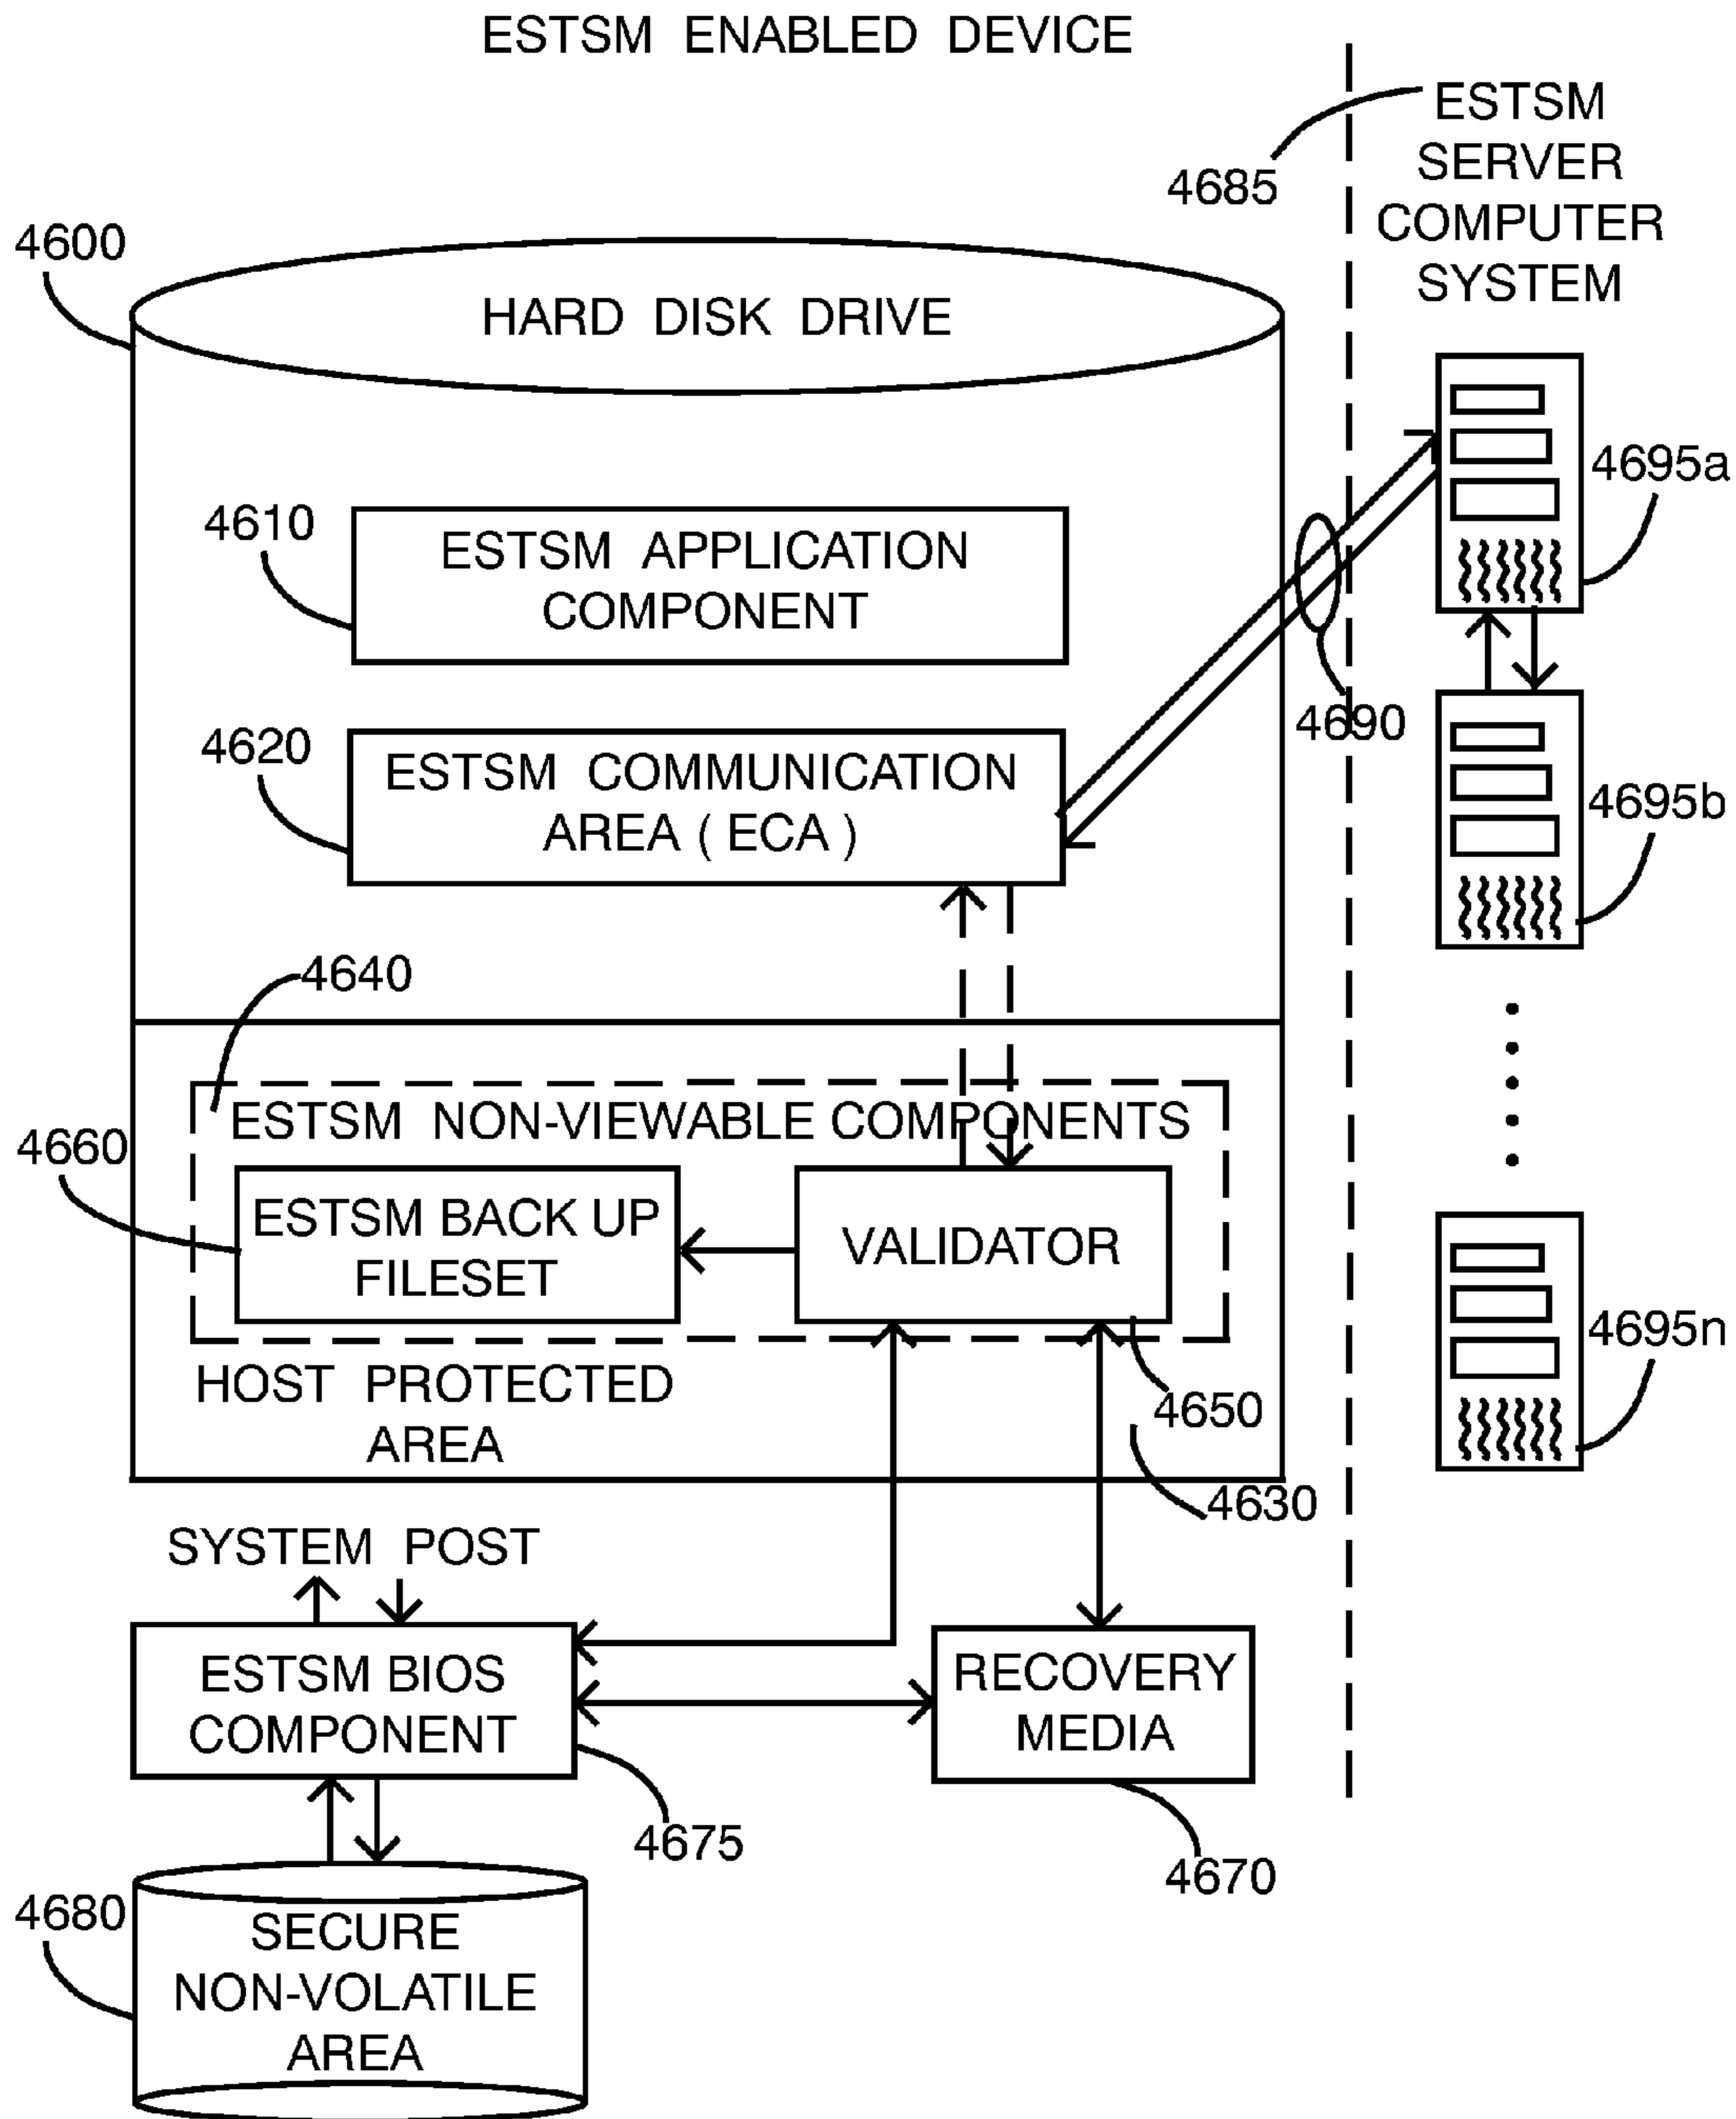 ESTSM ENABLED DEVICE
ESTSM
SERVER
COMPUTER
SYSTEM
4685
4600
HARD DISK DRIVE
4610
ESTSM APPLICATION
COMPONENT
4695a
4690
4620
ESTSM COMMUNICATION
AREA ( ECA )
4695b
4640
ESTSM NON-VIEWABLE COMPONENTS
4660
ESTSM BACK UP
FILESET
VALIDATOR
4695n
HOST PROTECTED
AREA
4650
4630
SYSTEM POST
ESTSM BIOS
COMPONENT
RECOVERY
MEDIA
4675
4670
4680
SECURE
NON-VOLATILE
AREA